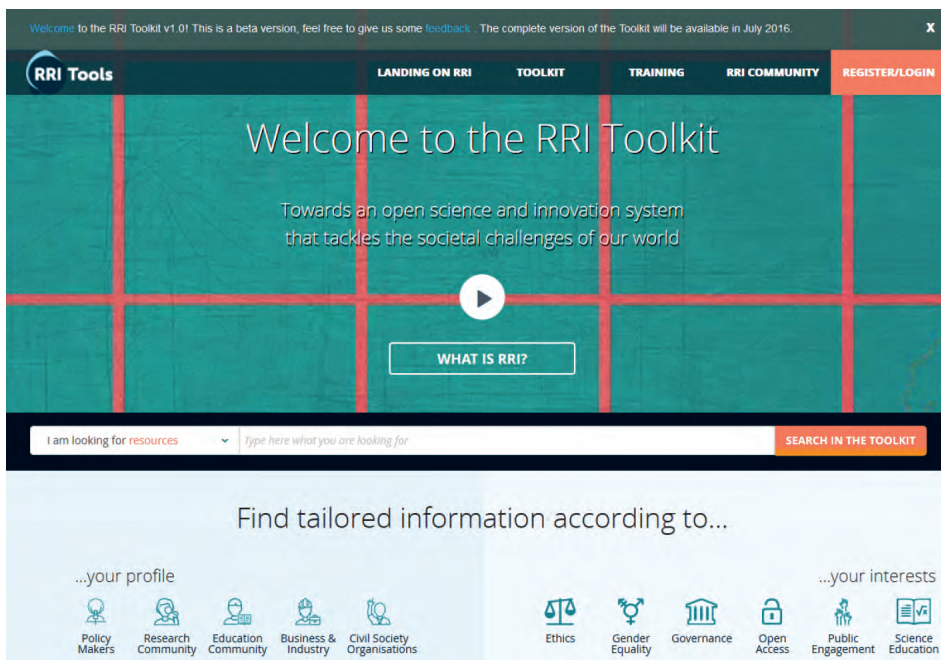 Welcome to the RRI Toolkit v1.0! This is a beta version, feel free to give us some feedback . The complete version of the Toolkit will be available in July 2016.
X
RRI Tools
LANDING ON RRI
TOOLKIT
TRAINING
RRI COMMUNITY
REGISTER/LOGIN
Welcome to the RRI Toolkit
Towards an open science and innovation system
that tackles the societal challenges of our world
WHAT IS RRI?
I am looking for resources
Type here what you are looking for
SEARCH IN THE TOOLKIT
Find tailored information according to...
...your profile
Policy
Makers
Research
Community
Education
Community
Business &
Industry
Civil Society
Organisations
...your interests
Ethics
Gender
Equality
Governance
Open
Access
Public
Engagement
Science
Education